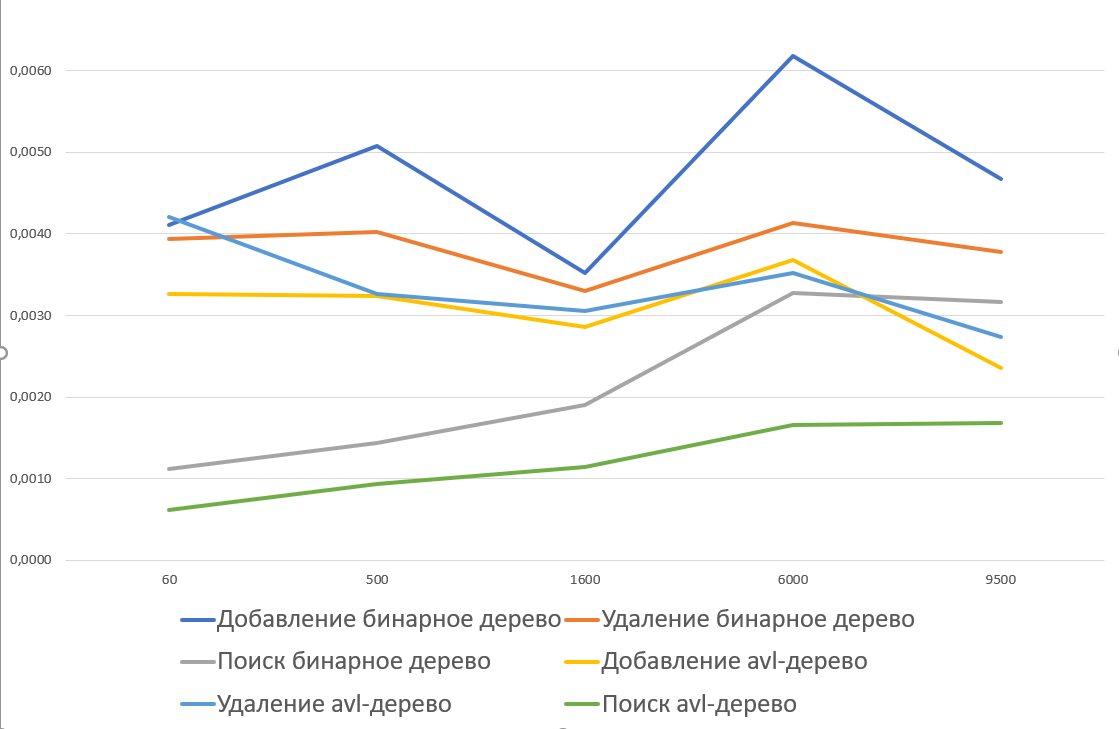 0,0060
0,0050
0,0040
0,0030
0,0020
0,0010
0,0000
60 500 1600 6000 9500
Добавление бинарное дерево Удаление бинарное дерево
Поиск бинарное дерево Добавление avl-дерево
Удаление avl-дерево Поиск avl-дерево